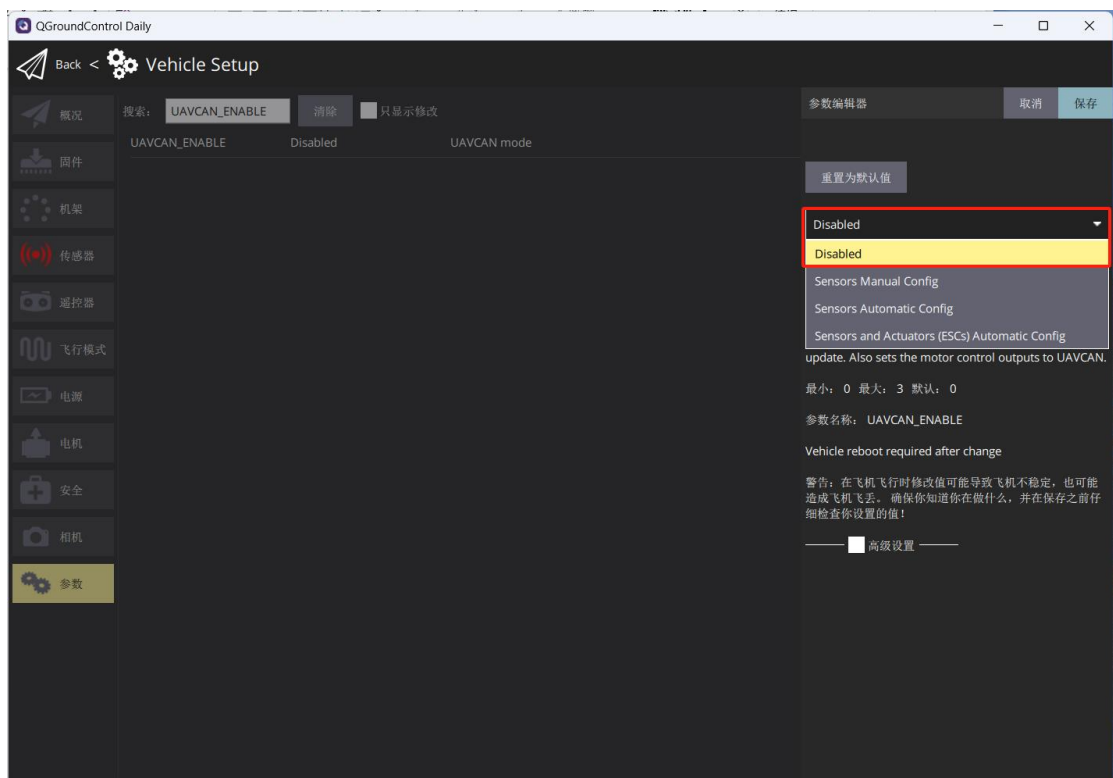 QGroundControl Daily
Back < Vehicle Setup
概况
固件
机架
传感器
遥控器
飞行模式
电源
电机
安全
相机
参数
搜索： UAVCAN_ENABLE 清除 只显示修改
UAVCAN_ENABLE Disabled UAVCAN mode
参数编辑器 取消 保存
重置为默认值
Disabled
Disabled
Sensors Manual Config
Sensors Automatic Config
Sensors and Actuators (ESCs) Automatic Config
update. Also sets the motor control outputs to UAVCAN.
最小： 0 最大： 3 默认： 0
参数名称： UAVCAN_ENABLE
Vehicle reboot required after change
警告：在飞机飞行时修改值可能导致飞机不稳定，也可能
造成飞机飞丢。 确保你知道你在做什么，并在保存之前仔
细检查你设置的值！
高级设置